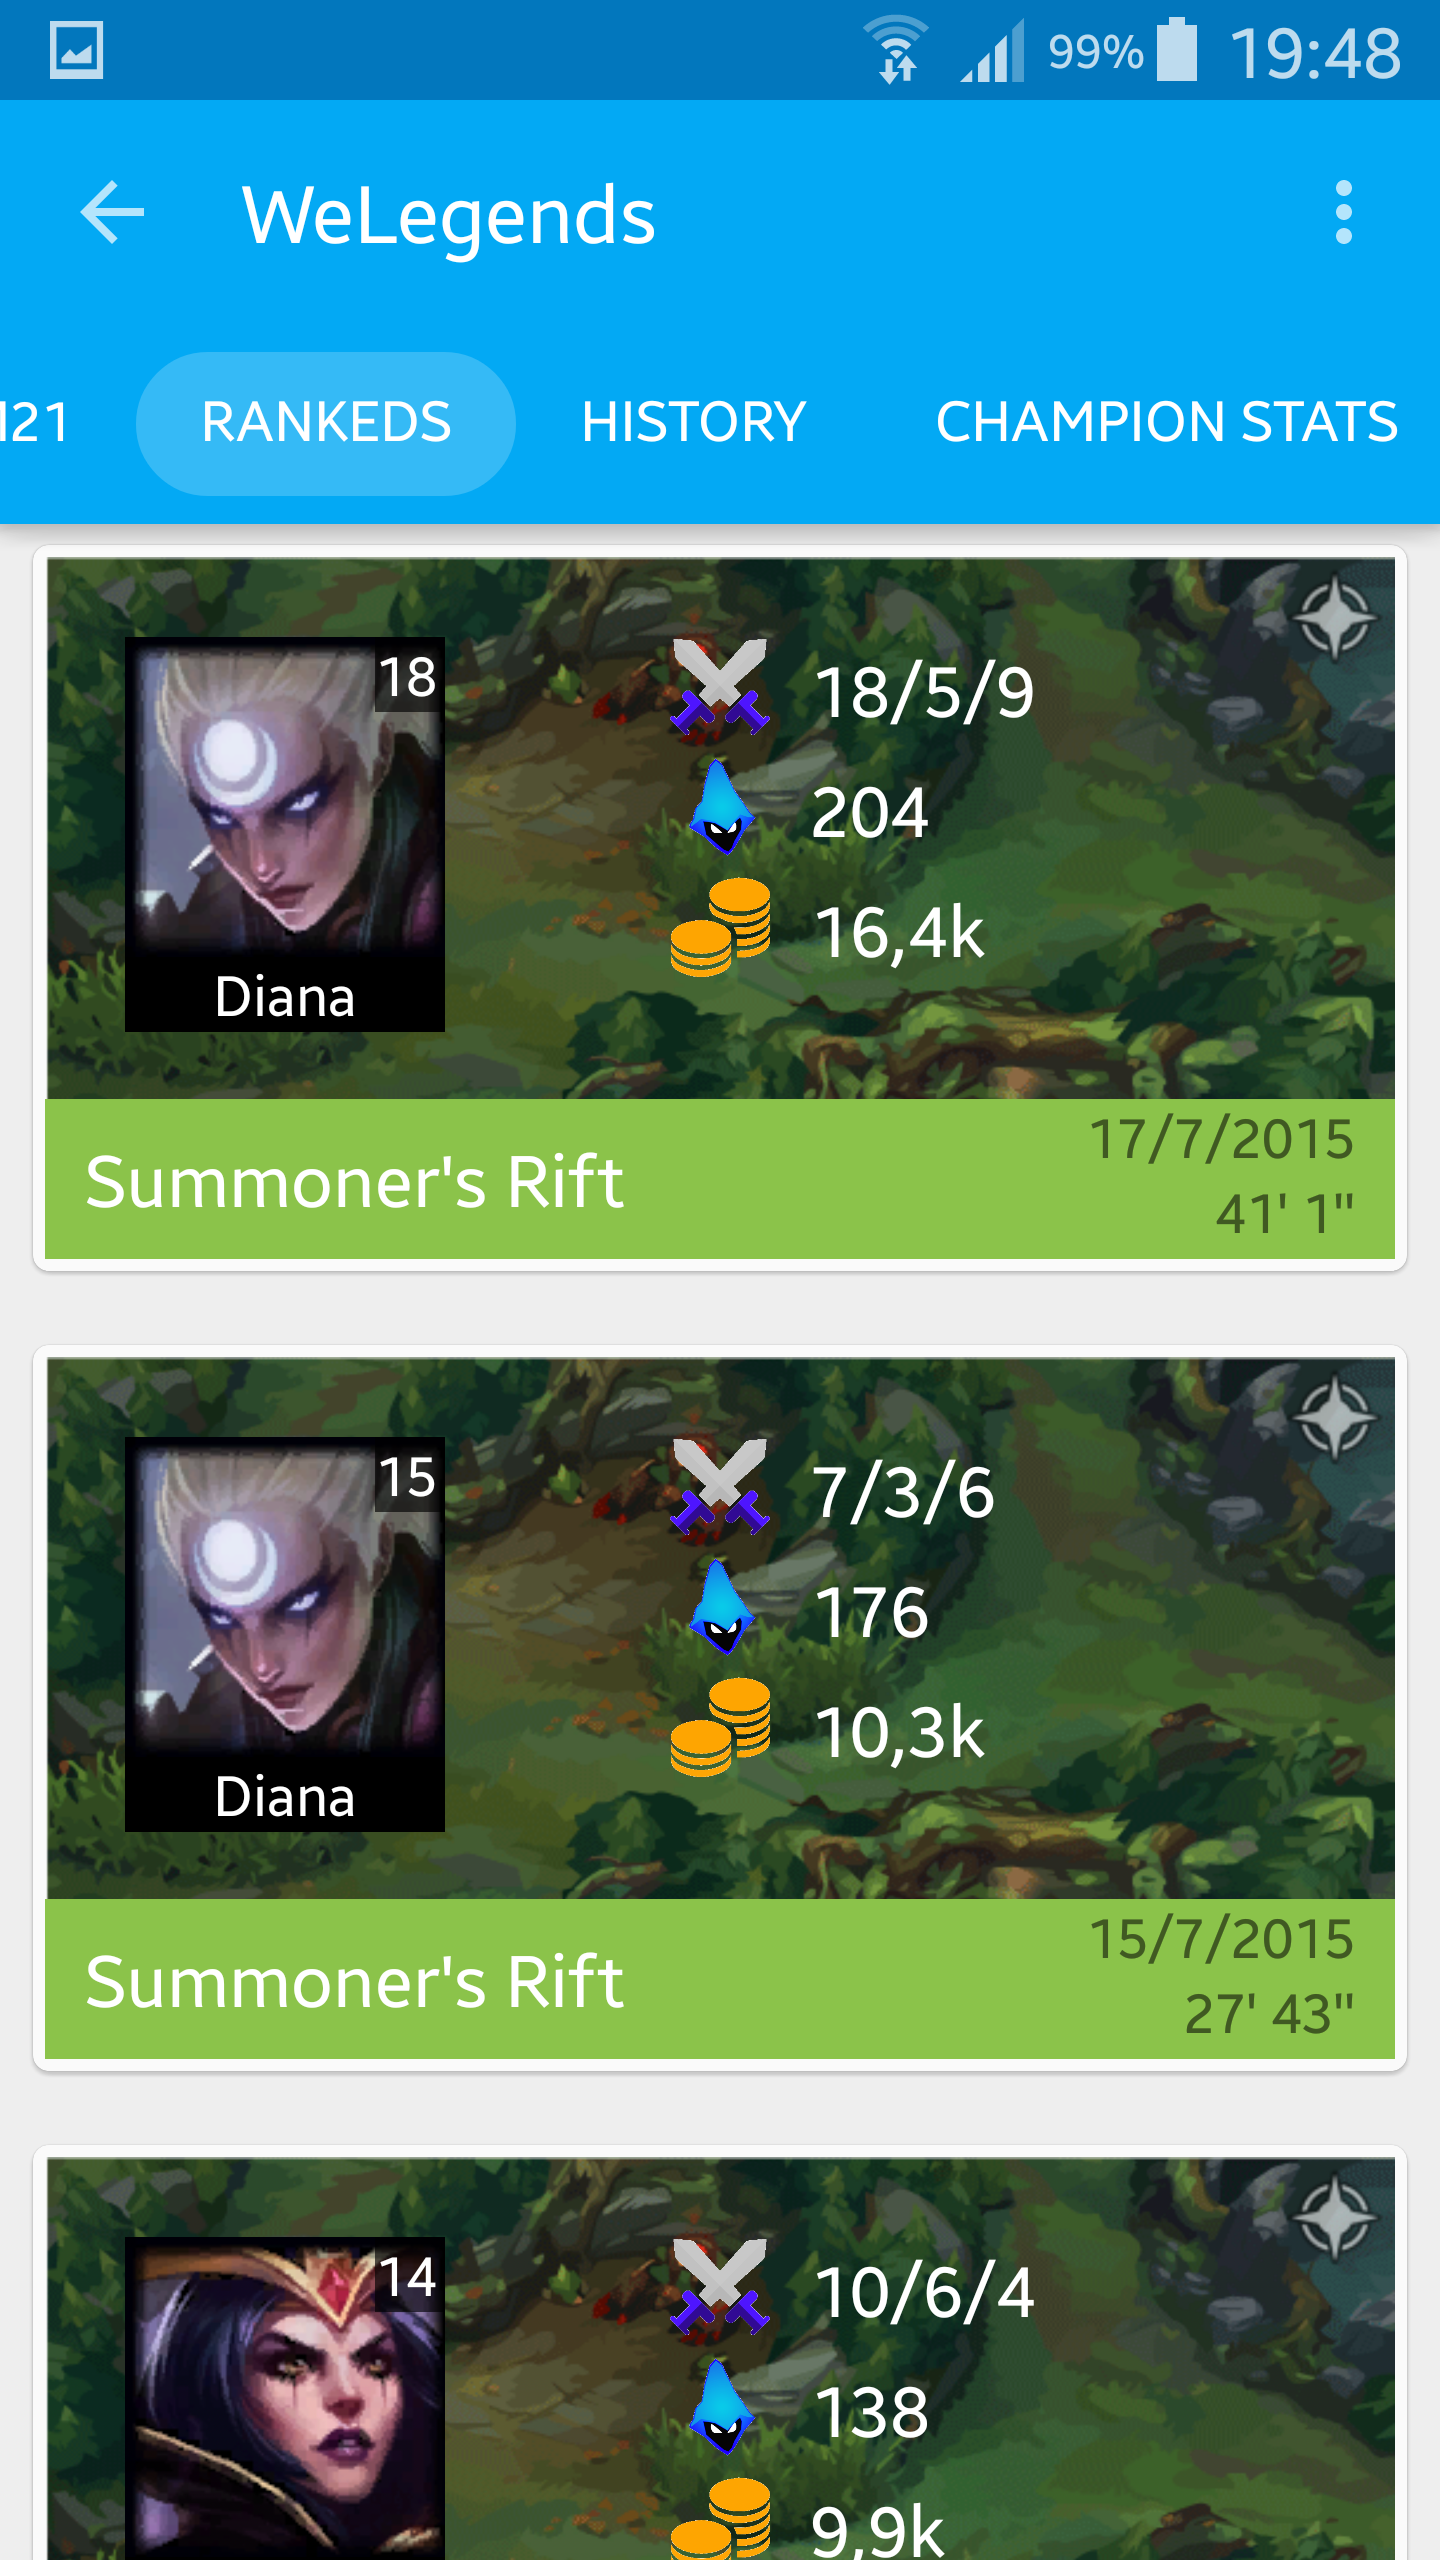 99% 19:48
WeLegends
121 RANKEDS HISTORY CHAMPION STATS
18
18/5/9
204
16,4k
Diana
Summoner's Rift
17/7/2015
41' 1"
15
7/3/6
176
10,3k
Diana
Summoner's Rift
15/7/2015
27' 43"
14
10/6/4
138
9,9k